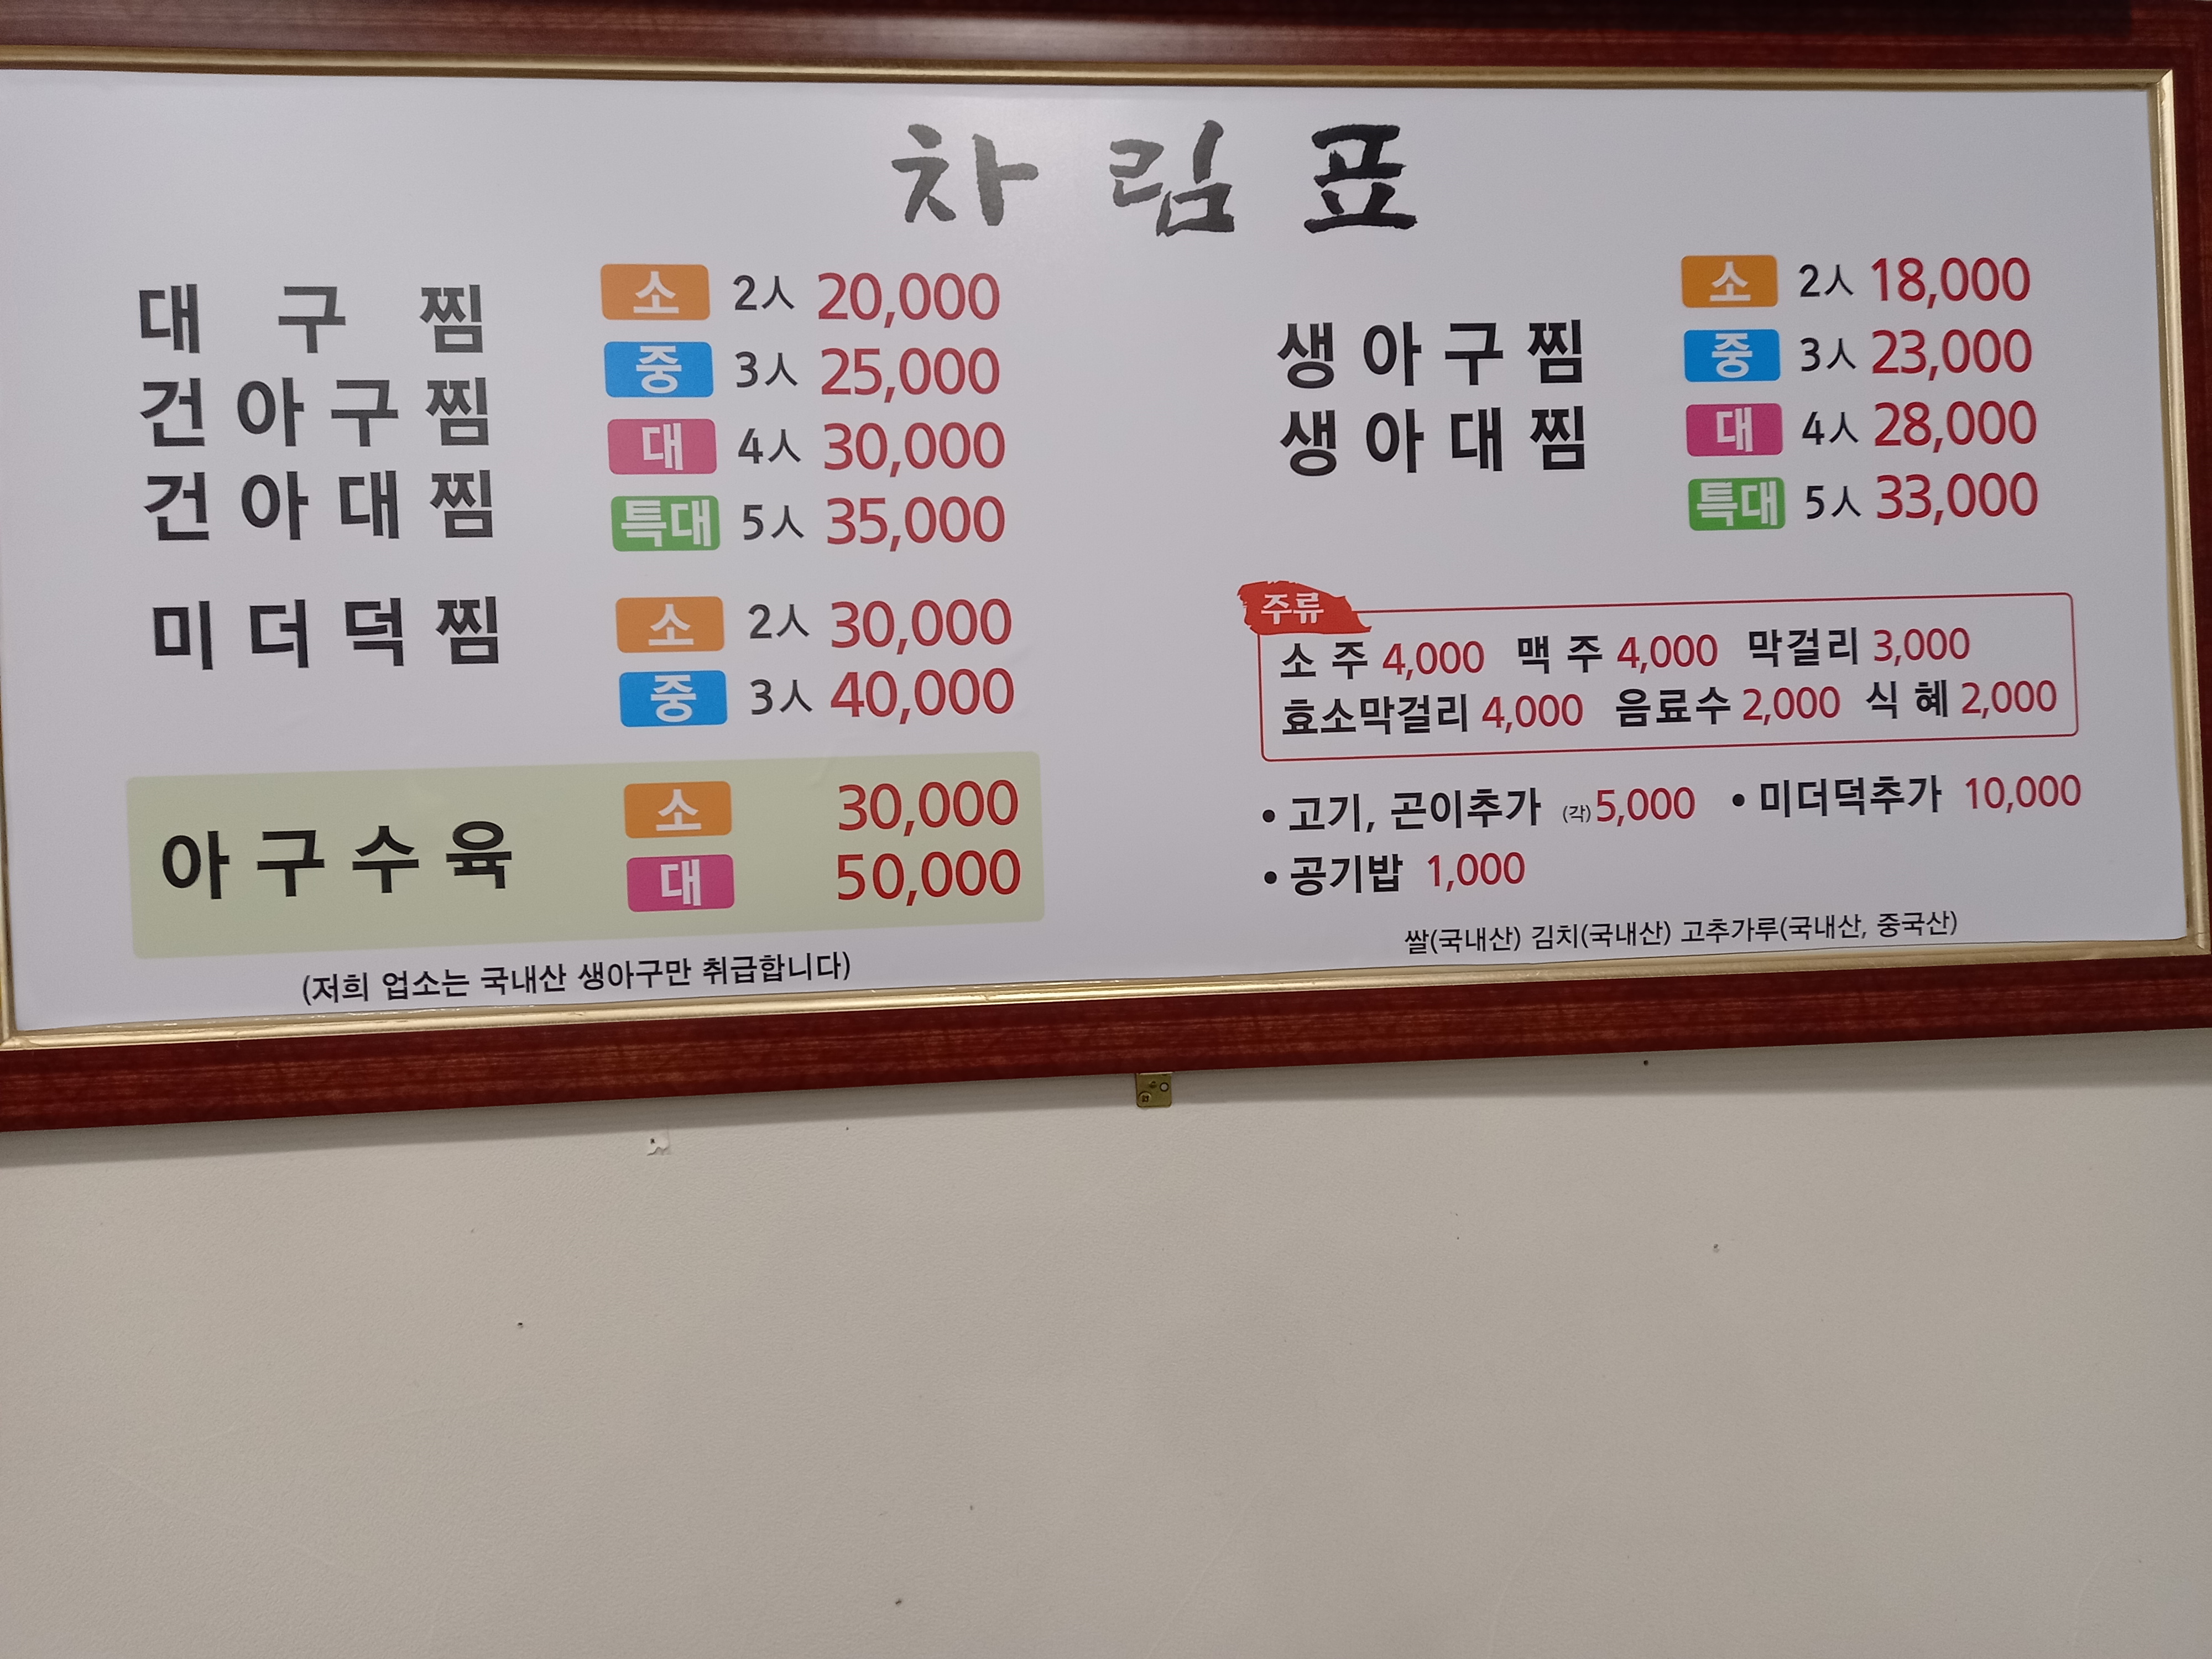 차림표
대구찜
건아구찜
건아대찜
소 2人 20,000
중 3人 25,000
대 4人 30,000
특대 5人 35,000
미더덕찜
소 2人 30,000
중 3人 40,000
아구수육
소 30,000
대 50,000
(저희 업소는 국내산 생아구만 취급합니다)
생아구찜
생아대찜
소 2人 18,000
중 3人 23,000
대 4人 28,000
특대 5人 33,000
주류
소주 4,000 맥주 4,000 막걸리 3,000
효소막걸리 4,000 음료수 2,000 식혜 2,000
• 고기, 곤이추가 (각)5,000 • 미더덕추가 10,000
• 공기밥 1,000
쌀(국내산) 김치(국내산) 고추가루(국내산, 중국산)